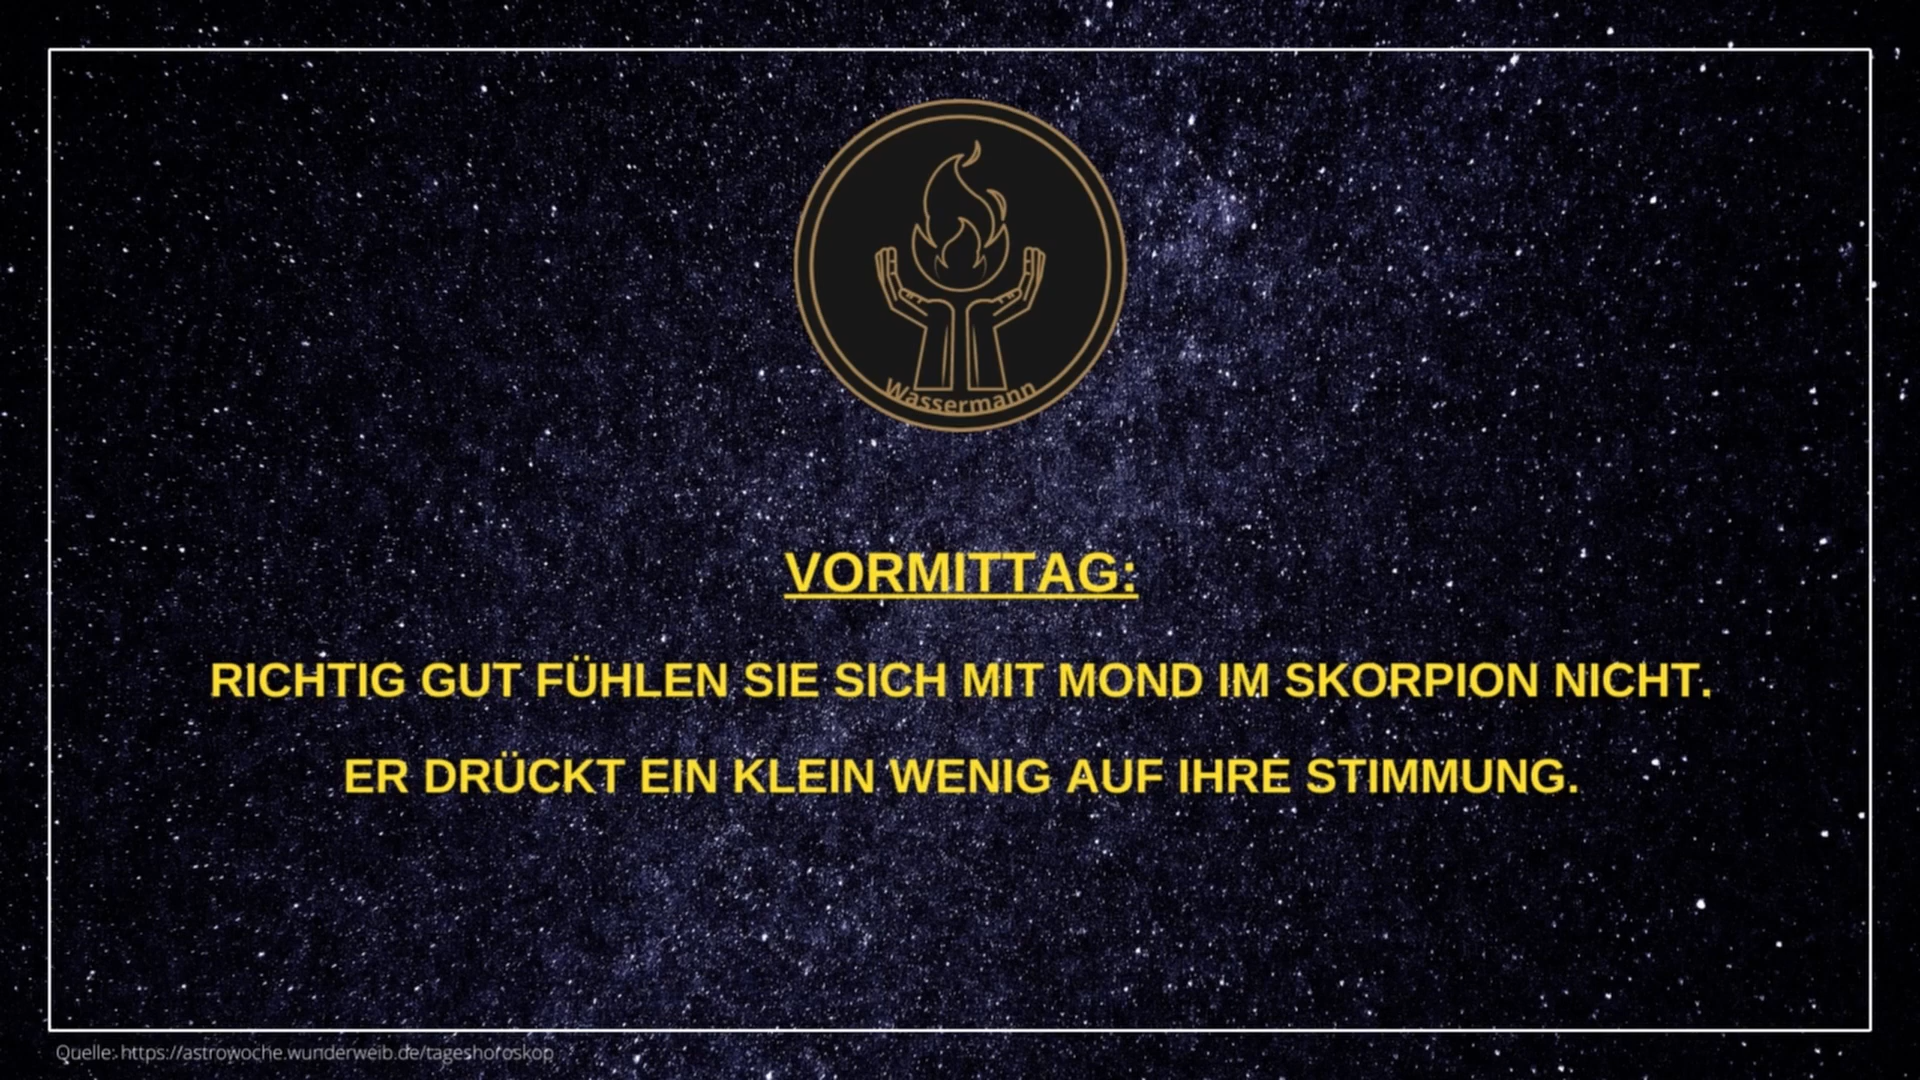 Wassermann
VORMITTAG:
RICHTIG GUT FÜHLEN SIE SICH MIT MOND IM SKORPION NICHT.
ER DRÜCKT EIN KLEIN WENIG AUF IHRE STIMMUNG.
Quelle: https://astrowoche.wunderweib.de/tageshoroskop